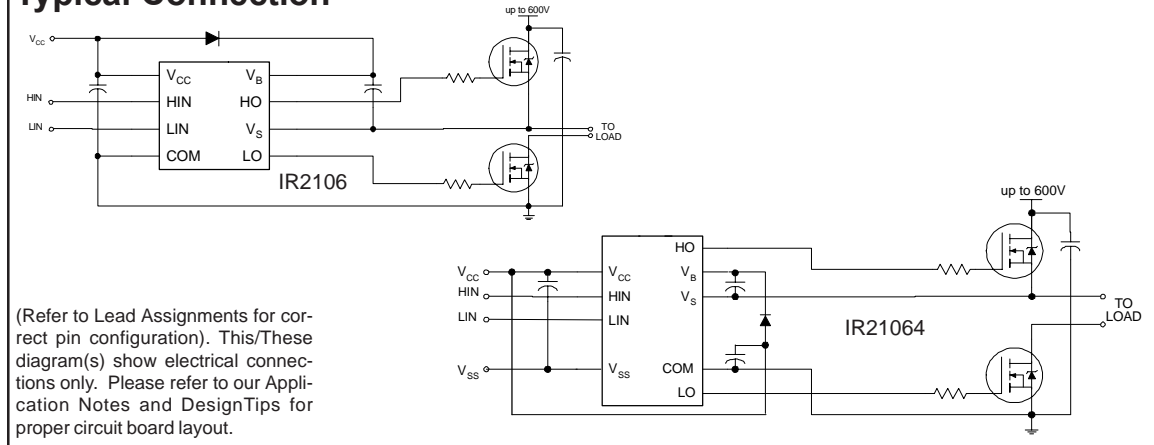 Typical Connection
up to 600V
VCC
VCC
VB
HIN
HIN
HO
LIN
LIN
VS
TO
LOAD
COM
LO
IR2106
up to 600V
HO
VCC
VCC
VB
HIN
HIN
VS
LIN
LIN
TO
LOAD
IR21064
VSS
VSS
COM
LO
(Refer to Lead Assignments for cor-
rect pin configuration). This/These
diagram(s) show electrical connec-
tions only. Please refer to our Appli-
cation Notes and DesignTips for
proper circuit board layout.